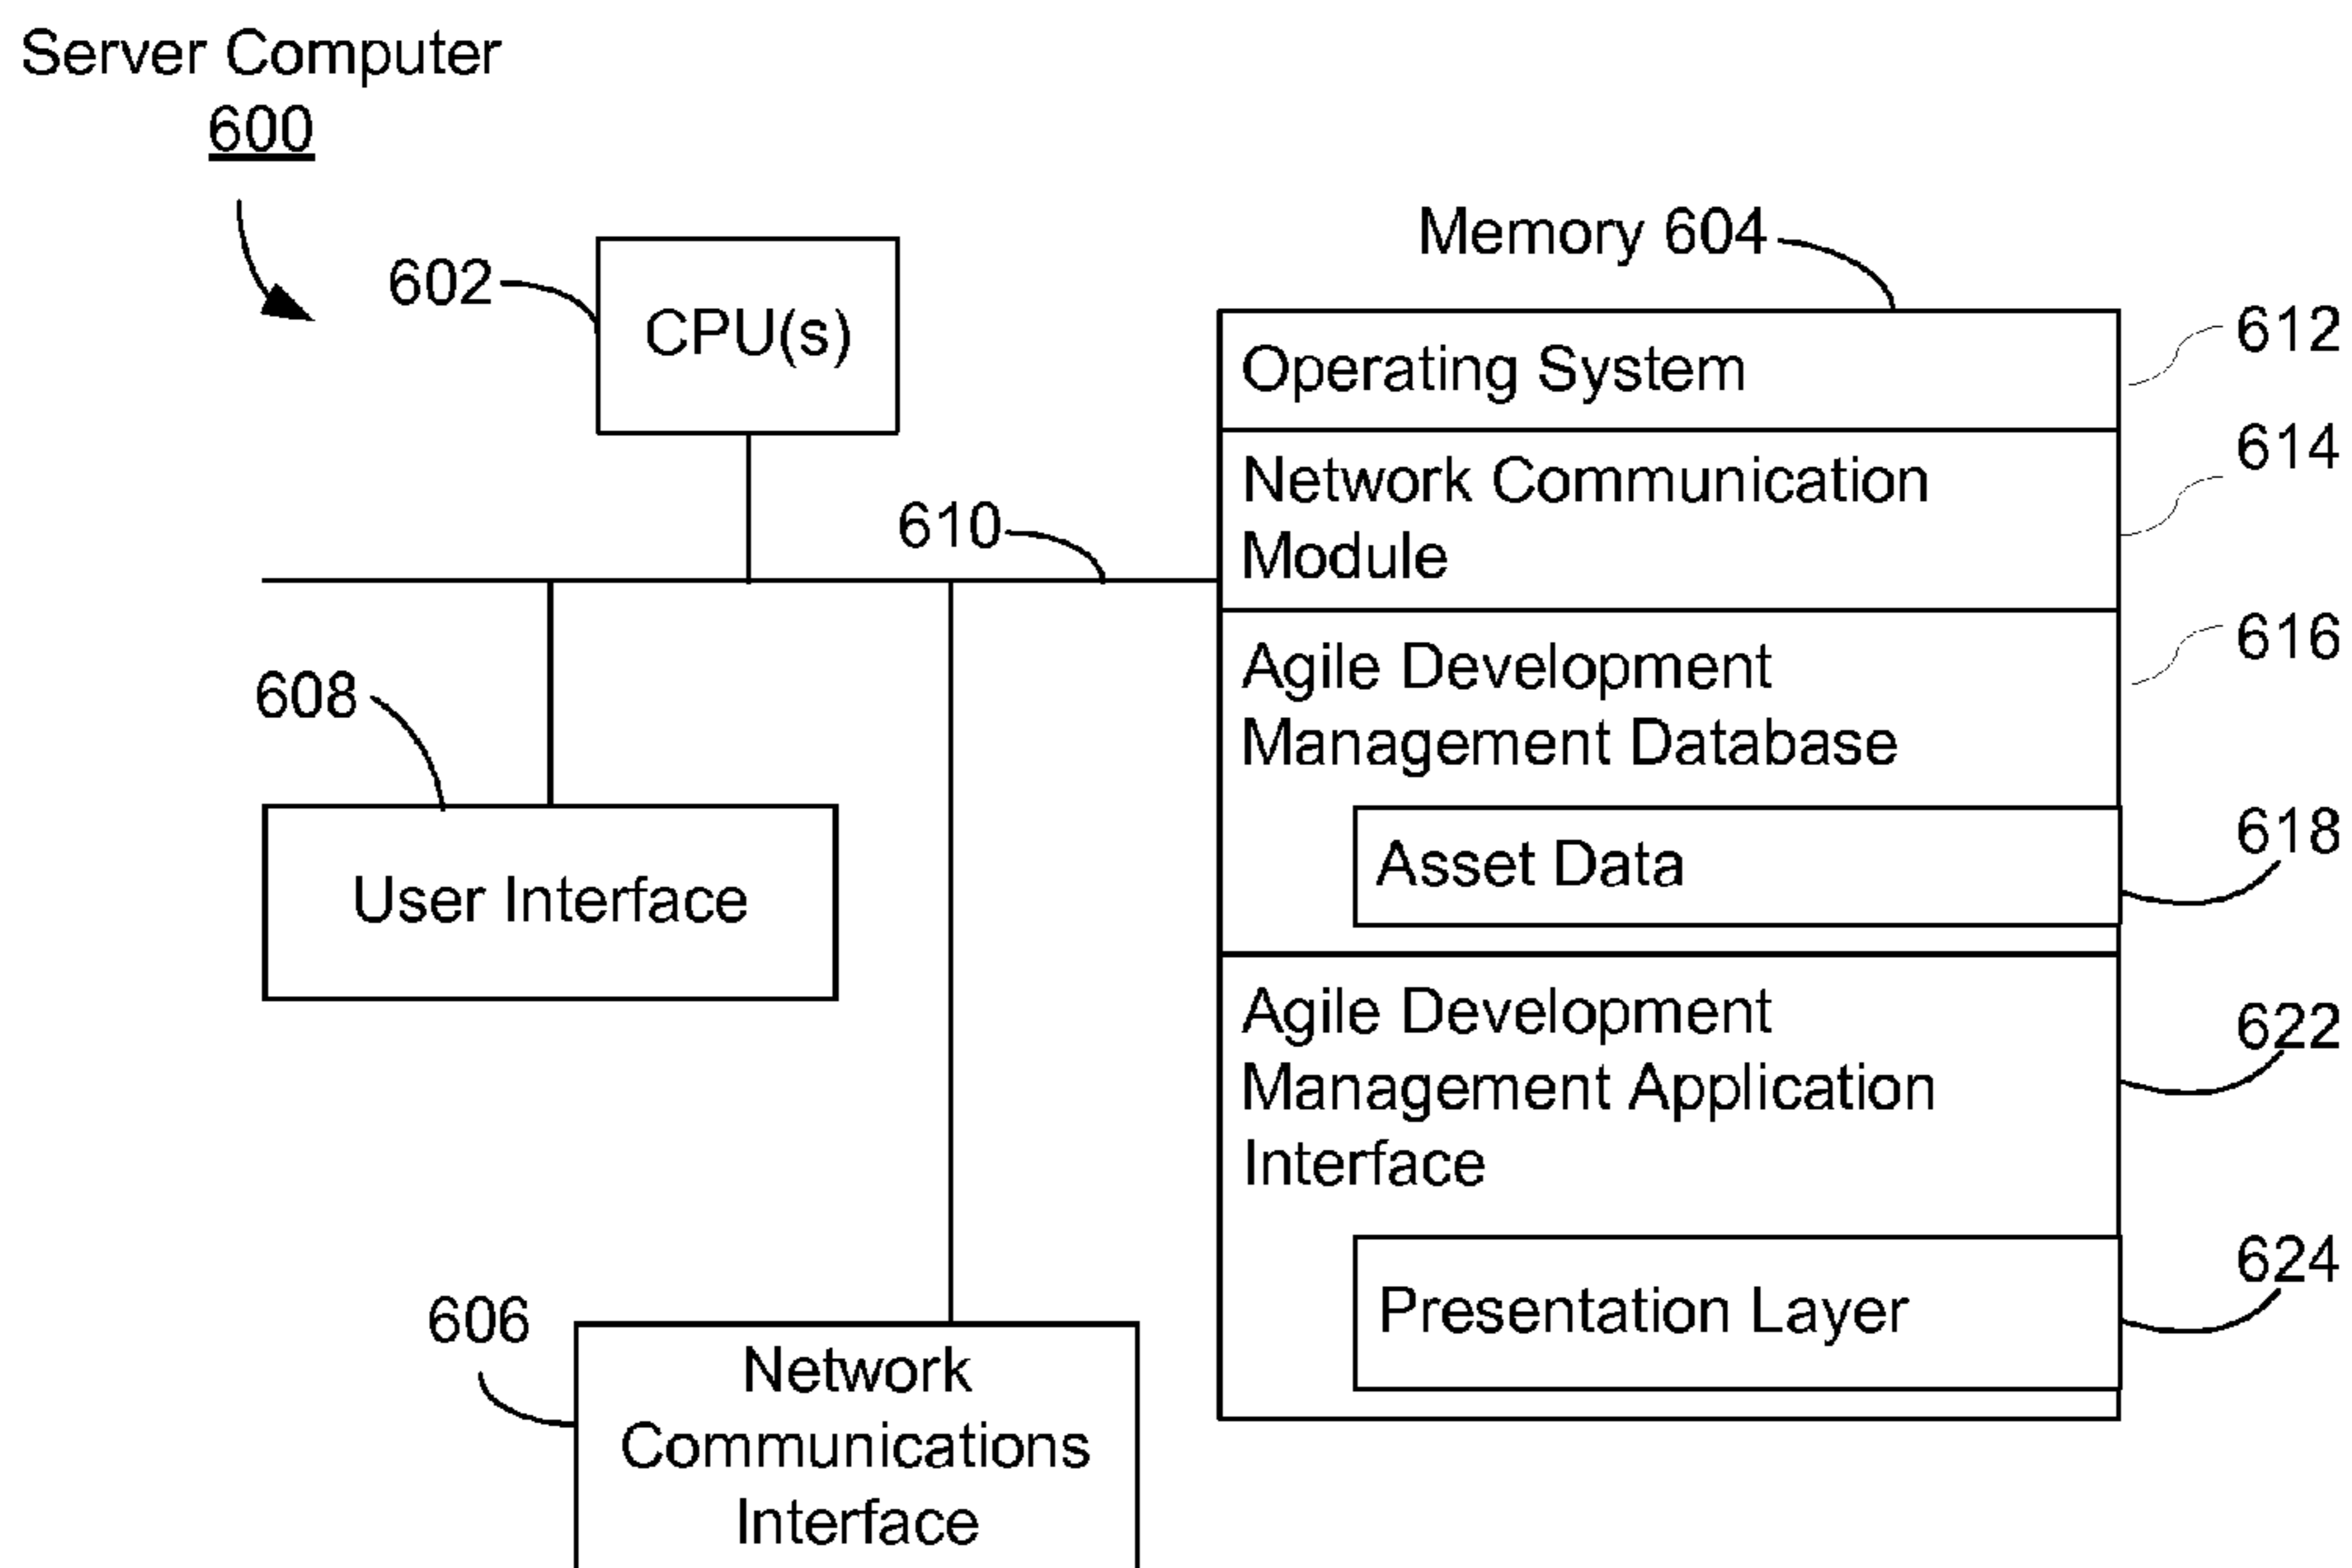 Server Computer
600
602
CPU(s)
610
608
User Interface
606
Network
Communications
Interface
Memory 604
Operating System
612
Network Communication
Module
614
Agile Development
Management Database
616
Asset Data
618
Agile Development
Management Application
Interface
622
Presentation Layer
624